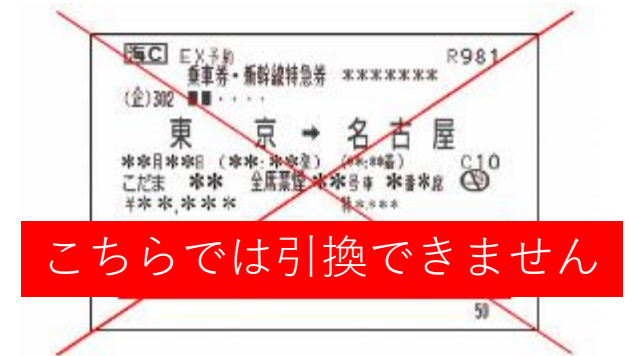 海C EX予約 R981
乗車券・新幹線特急券 *******
(企)302 ■■・・・・
東 京 → 名 古 屋
**月**日 (**:**発) (**:**着) C10
こだま ** 全席禁煙 **号車 *番*席
¥**,*** *,***
こちらでは引換できません
50